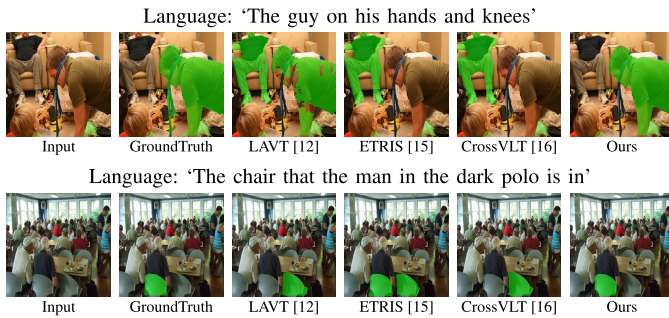 Language: ‘The guy on his hands and knees’
Input GroundTruth LAVT [12] ETRIS [15] CrossVLT [16] Ours
Language: ‘The chair that the man in the dark polo is in’
Input GroundTruth LAVT [12] ETRIS [15] CrossVLT [16] Ours